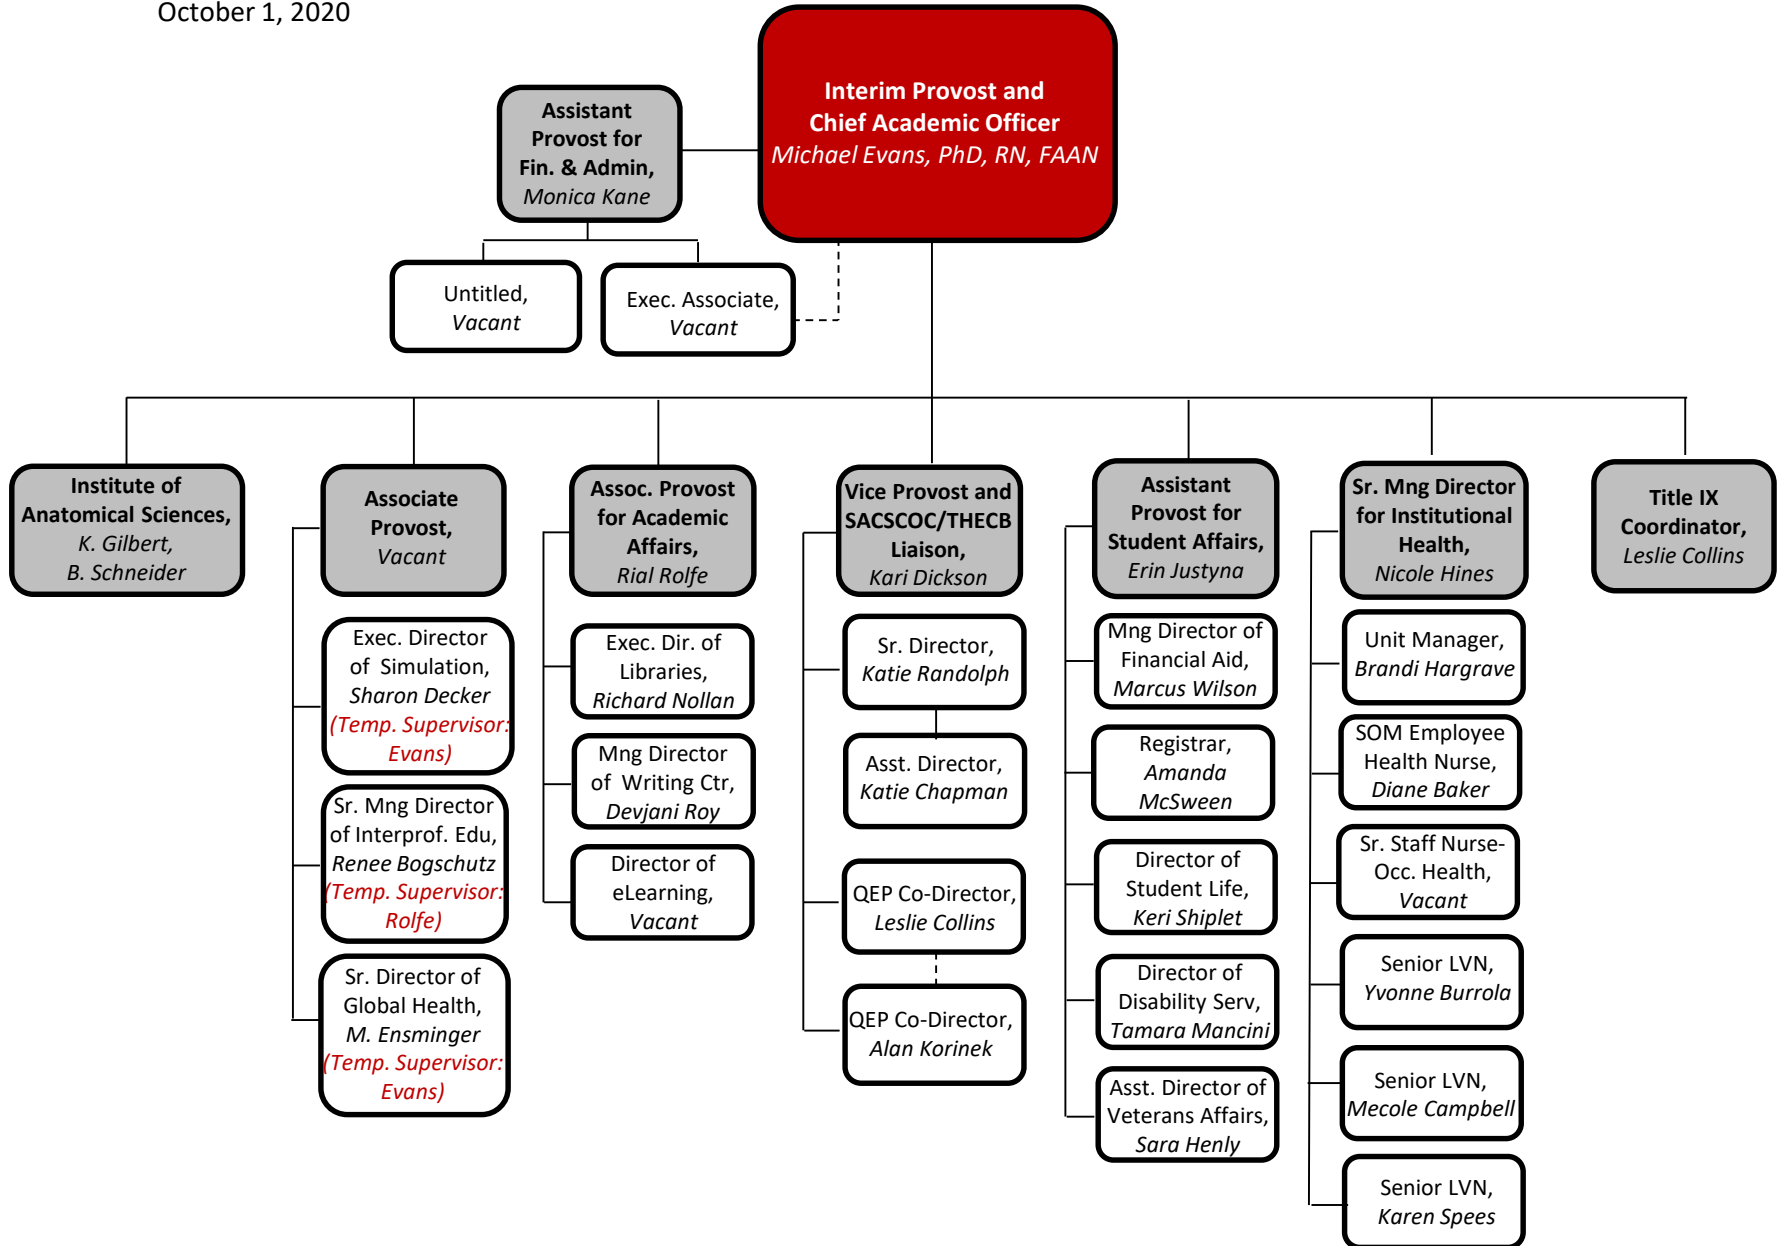 October 1, 2020
Interim Provost and
Chief Academic Officer
Michael Evans, PhD, RN, FAAN
Assistant
Provost for
Fin. & Admin,
Monica Kane
Untitled,
Vacant
Exec. Associate,
Vacant
Institute of
Anatomical Sciences,
K. Gilbert,
B. Schneider
Associate
Provost,
Vacant
Exec. Director
of Simulation,
Sharon Decker
(Temp. Supervisor:
Evans)
Sr. Mng Director
of Interprof. Edu,
Renee Bogschutz
(Temp. Supervisor:
Rolfe)
Sr. Director of
Global Health,
M. Ensminger
(Temp. Supervisor:
Evans)
Assoc. Provost
for Academic
Affairs,
Rial Rolfe
Exec. Dir. of
Libraries,
Richard Nollan
Mng Director
of Writing Ctr,
Devjani Roy
Director of
eLearning,
Vacant
Vice Provost and
SACSCOC/THECB
Liaison,
Kari Dickson
Sr. Director,
Katie Randolph
Asst. Director,
Katie Chapman
QEP Co-Director,
Leslie Collins
QEP Co-Director,
Alan Korinek
Assistant
Provost for
Student Affairs,
Erin Justyna
Mng Director of
Financial Aid,
Marcus Wilson
Registrar,
Amanda
McSween
Director of
Student Life,
Keri Shiplet
Director of
Disability Serv,
Tamara Mancini
Asst. Director of
Veterans Affairs,
Sara Henly
Sr. Mng Director
for Institutional
Health,
Nicole Hines
Unit Manager,
Brandi Hargrave
SOM Employee
Health Nurse,
Diane Baker
Sr. Staff Nurse-
Occ. Health,
Vacant
Senior LVN,
Yvonne Burrola
Senior LVN,
Mecole Campbell
Senior LVN,
Karen Spees
Title IX
Coordinator,
Leslie Collins